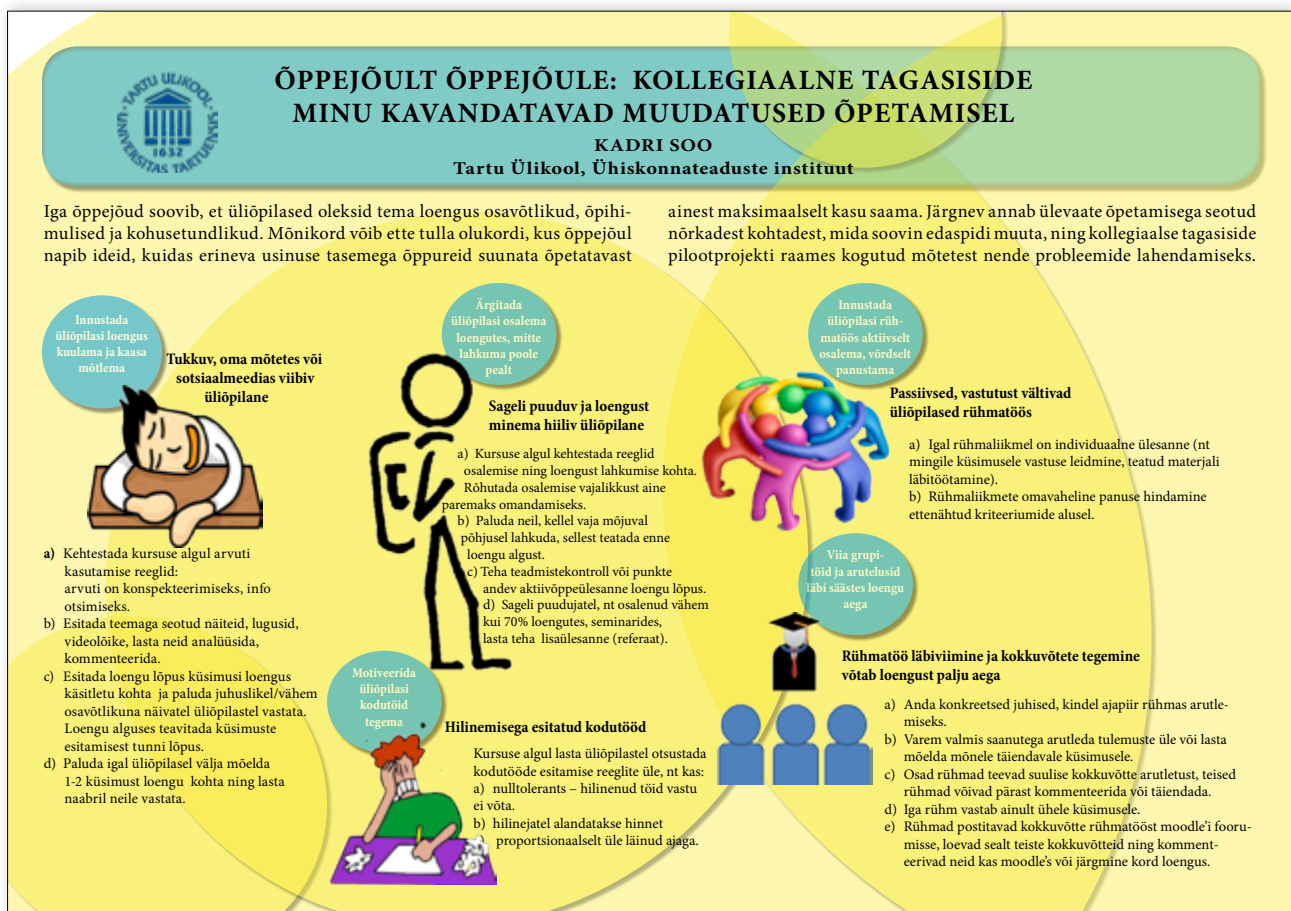 TARTU ÜLIKOOL
1632
UNIVERSITAS TARTUENSIS
ÕPPEJÕULT ÕPPEJÕULE: KOLLEGIAALNE TAGASISIDE
MINU KAVANDATAVAD MUUDATUSED ÕPETAMISEL
KADRI SOO
Tartu Ülikool, Ühiskonnateaduste instituut
Iga õppejõud soovib, et üliõpilased oleksid tema loengus osavõtlikud, õpihi-
mulised ja kohusetundlikud. Mõnikord võib ette tulla olukordi, kus õppejõul
napib ideid, kuidas erineva usinuse tasemega õppureid suunata õpetatavast
ainest maksimaalselt kasu saama. Järgnev annab ülevaate õpetamisega seotud
nõrkadest kohtadest, mida soovin edaspidi muuta, ning kollegiaalse tagasiside
pilootprojekti raames kogutud mõtetest nende probleemide lahendamiseks.
Innustada
üliõpilasi loengus
kuulama ja kaasa
mõtlema
Tukkuv, oma mõtetes või
sotsiaalmeedias viibiv
üliõpilane
a) Kehtestada kursuse algul arvuti
kasutamise reeglid:
arvuti on konspekteerimiseks, info
otsimiseks.
b) Esitada teemaga seotud näiteid, lugusid,
videolõike, lasta neid analüüsida,
kommenteerida.
c) Esitada loengu lõpus küsimusi loengus
käsitletu kohta ja paluda juhuslikel/vähem
osavõtlikuna näivatel üliõpilastel vastata.
Loengu alguses teavitada küsimuste
esitamisest tunni lõpus.
d) Paluda igal üliõpilasel välja mõelda
1-2 küsimust loengu kohta ning lasta
naabril neile vastata.
Ärgitada
üliõpilasi osalema
loengutes, mitte
lahkuma poole
pealt
Sageli puuduv ja loengust
minema hiiliv üliõpilane
a) Kursuse algul kehtestada reeglid
osalemise ning loengust lahkumise kohta.
Rõhutada osalemise vajalikkust aine
paremaks omandamiseks.
b) Paluda neil, kellel vaja mõjuval
põhjusel lahkuda, sellest teatada enne
loengu algust.
c) Teha teadmistekontroll või punkte
andev aktiivõppeülesanne loengu lõpus.
d) Sageli puudujatel, nt osalenud vähem
kui 70% loengutes, seminarides,
lasta teha lisaülesanne (referaat).
Motiveerida
üliõpilasi
kodutöid
tegema
Hilinemisega esitatud kodutööd
Kursuse algul lasta üliõpilastel otsustada
kodutööde esitamise reeglite üle, nt kas:
a) nulltolerants – hilinenud töid vastu
ei võta.
b) hilinejatel alandatakse hinnet
proportsionaalselt üle läinud ajaga.
Innustada
üliõpilasi rüh-
matöös aktiivselt
osalema, võrdselt
panustama
Passiivsed, vastutust vältivad
üliõpilased rühmatöös
a) Igal rühmaliikmel on individuaalne ülesanne (nt
mingile küsimusele vastuse leidmine, teatud materjali
läbitöötamine).
b) Rühmaliikmete omavaheline panuse hindamine
ettenähtud kriteeriumide alusel.
Viia grupi-
töid ja arutelusid
läbi säästes loengu
aega
Rühmatöö läbiviimine ja kokkuvõtete tegemine
võtab loengust palju aega
a) Anda konkreetsed juhised, kindel ajapiir rühmas arutle-
miseks.
b) Varem valmis saanutega arutleda tulemuste üle või lasta
mõelda mõnele täiendavale küsimusele.
c) Osad rühmad teevad suulise kokkuvõtte arutletust, teised
rühmad võivad pärast kommenteerida või täiendada.
d) Iga rühm vastab ainult ühele küsimusele.
e) Rühmad postitavad kokkuvõtte rühmatööst moodle’i fooru-
misse, loevad sealt teiste kokkuvõtteid ning komment-
eerivad neid kas moodle’s või järgmine kord loengus.